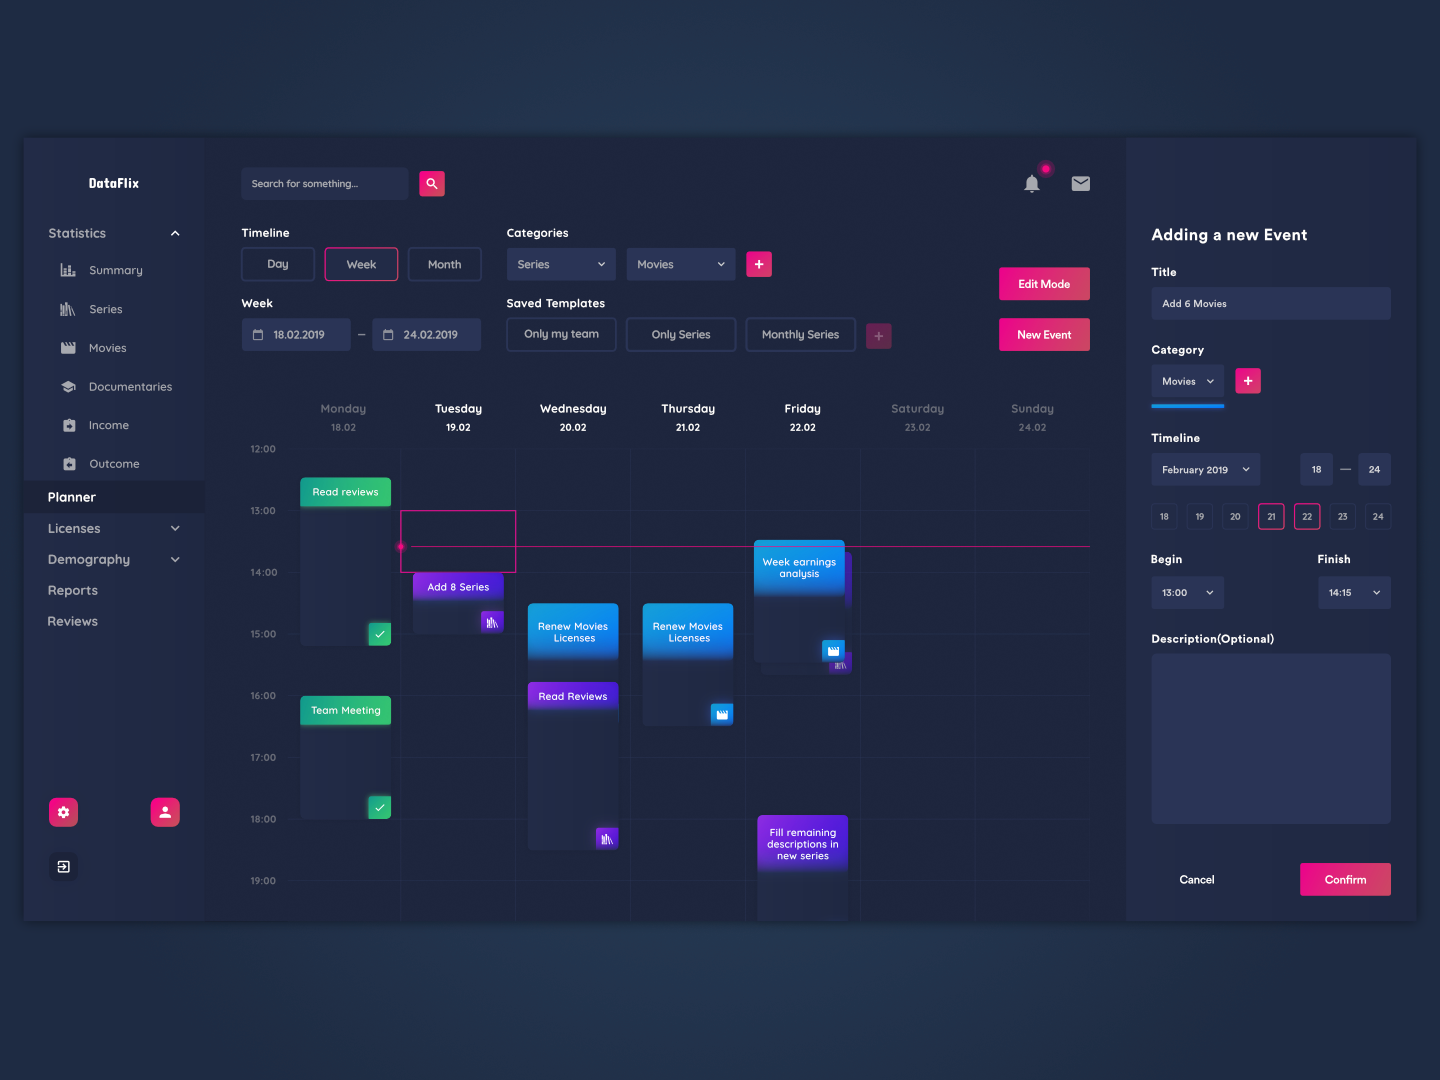 DataFlix
Statistics
Summary
Series
Movies
Documentaries
Income
Outcome
Planner
Licenses
Demography
Reports
Reviews
Search for something...
Timeline
Day
Week
Month
Categories
Series
Movies
Week
18.02.2019 – 24.02.2019
Saved Templates
Only my team
Only Series
Monthly Series
Edit Mode
New Event
Monday
18.02
Tuesday
19.02
Wednesday
20.02
Thursday
21.02
Friday
22.02
Saturday
23.02
Sunday
24.02
12:00
13:00
14:00
15:00
16:00
17:00
18:00
19:00
Read reviews
Team Meeting
Add 8 Series
Renew Movies
Licenses
Read Reviews
Renew Movies
Licenses
Week earnings
analysis
Fill remaining
descriptions in
new series
Adding a new Event
Title
Add 6 Movies
Category
Movies
Timeline
February 2019
18 — 24
18 19 20 21 22 23 24
Begin
13:00
Finish
14:15
Description(Optional)
Cancel
Confirm